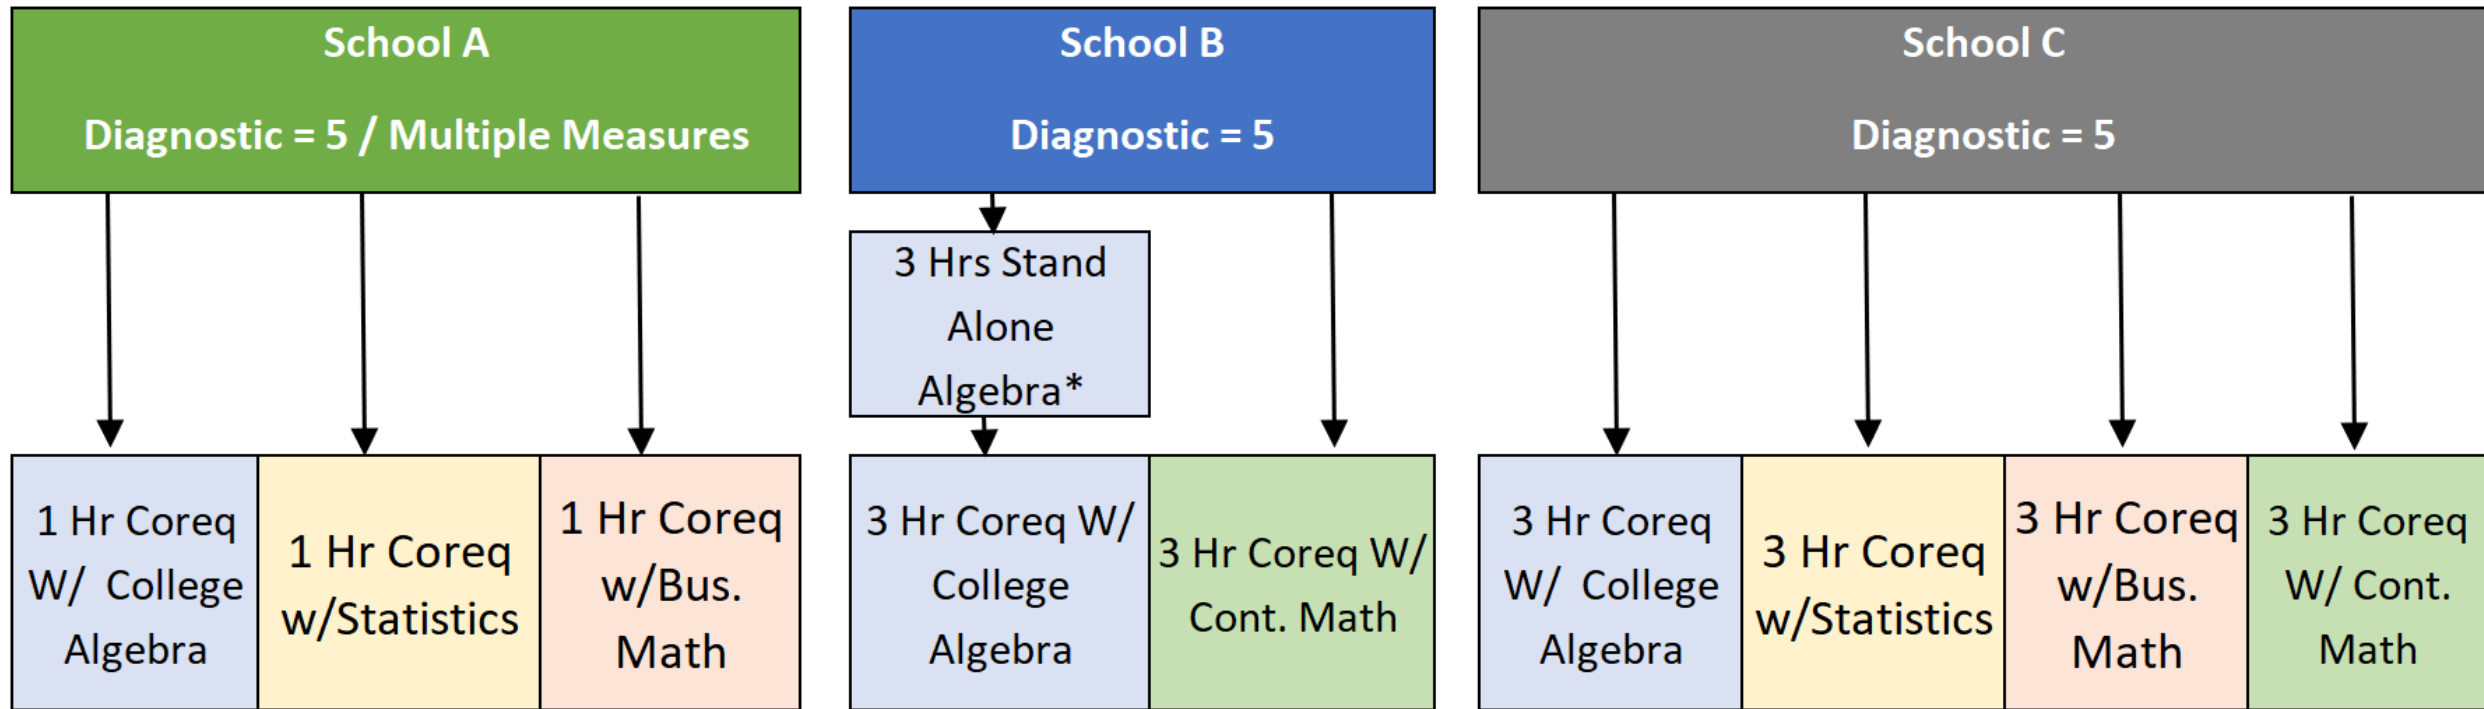 School A
Diagnostic = 5 / Multiple Measures
School B
Diagnostic = 5
School C
Diagnostic = 5
3 Hrs Stand
Alone
Algebra*
1 Hr Coreq
W/ College
Algebra
1 Hr Coreq
w/Statistics
1 Hr Coreq
w/Bus.
Math
3 Hr Coreq W/
College
Algebra
3 Hr Coreq W/
Cont. Math
3 Hr Coreq
W/ College
Algebra
3 Hr Coreq
w/Statistics
3 Hr Coreq
w/Bus.
Math
3 Hr Coreq
W/ Cont.
Math